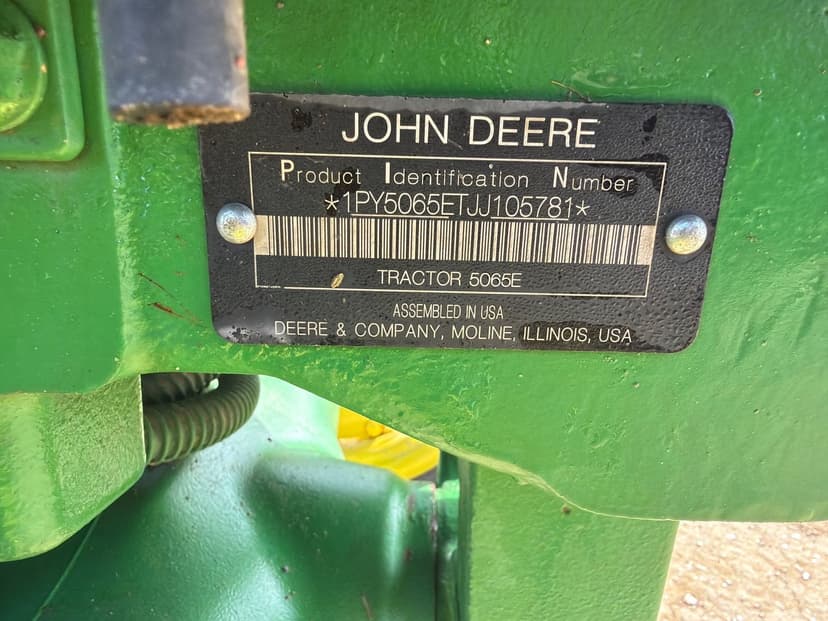 JOHN DEERE
Product Identification Number
*1PY5065ETJJ105781*
TRACTOR 5065E
ASSEMBLED IN USA
DEERE & COMPANY, MOLINE, ILLINOIS, USA